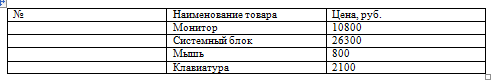 № Наименование товара Цена, руб.
Монитор 10800
Системный блок 26300
Мышь 800
Клавиатура 2100